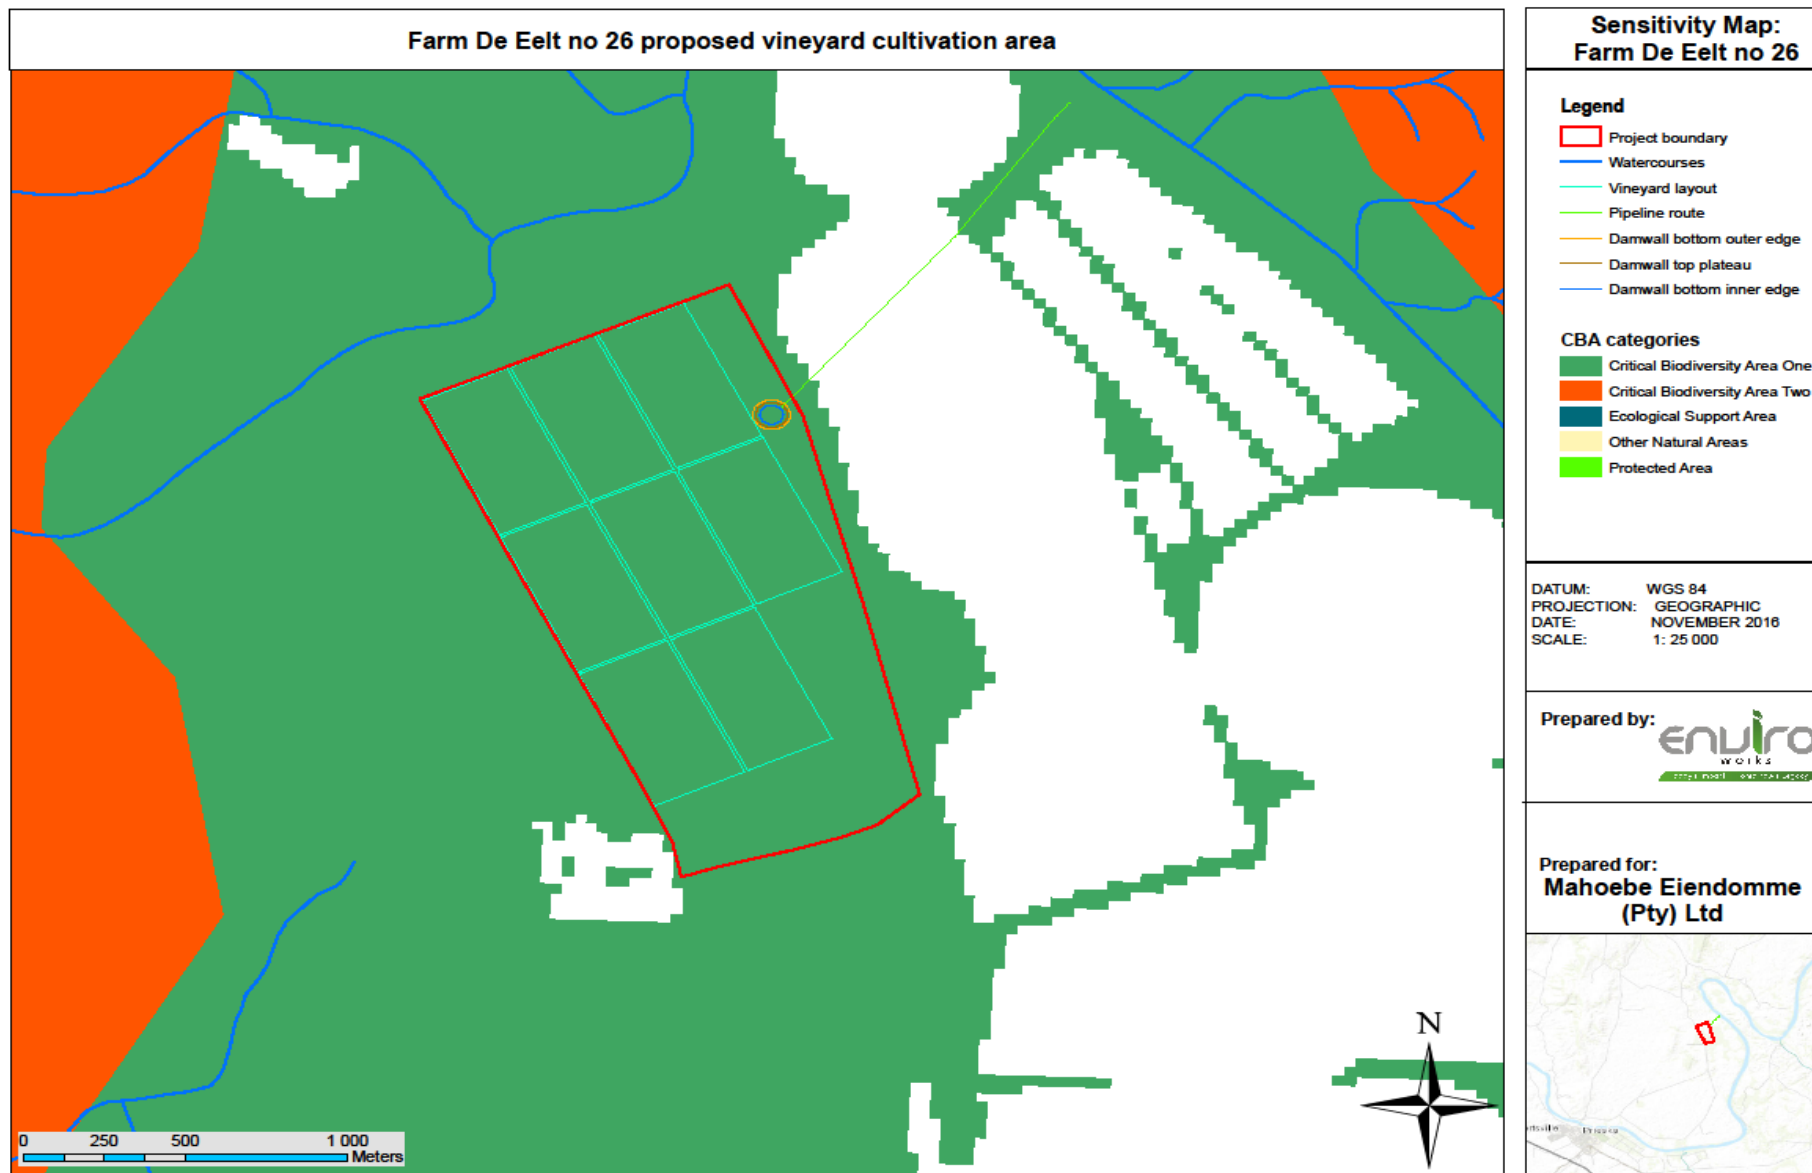 Farm De Eelt no 26 proposed vineyard cultivation area
Sensitivity Map:
Farm De Eelt no 26
Legend
Project boundary
Watercourses
Vineyard layout
Pipeline route
Damwall bottom outer edge
Damwall top plateau
Damwall bottom inner edge
CBA categories
Critical Biodiversity Area One
Critical Biodiversity Area Two
Ecological Support Area
Other Natural Areas
Protected Area
DATUM: WGS 84
PROJECTION: GEOGRAPHIC
DATE: NOVEMBER 2016
SCALE: 1: 25 000
Prepared by:
enviro
works
Prepared for:
Mahoebe Eiendomme
(Pty) Ltd
N
0 250 500 1 000
Meters
Prieska